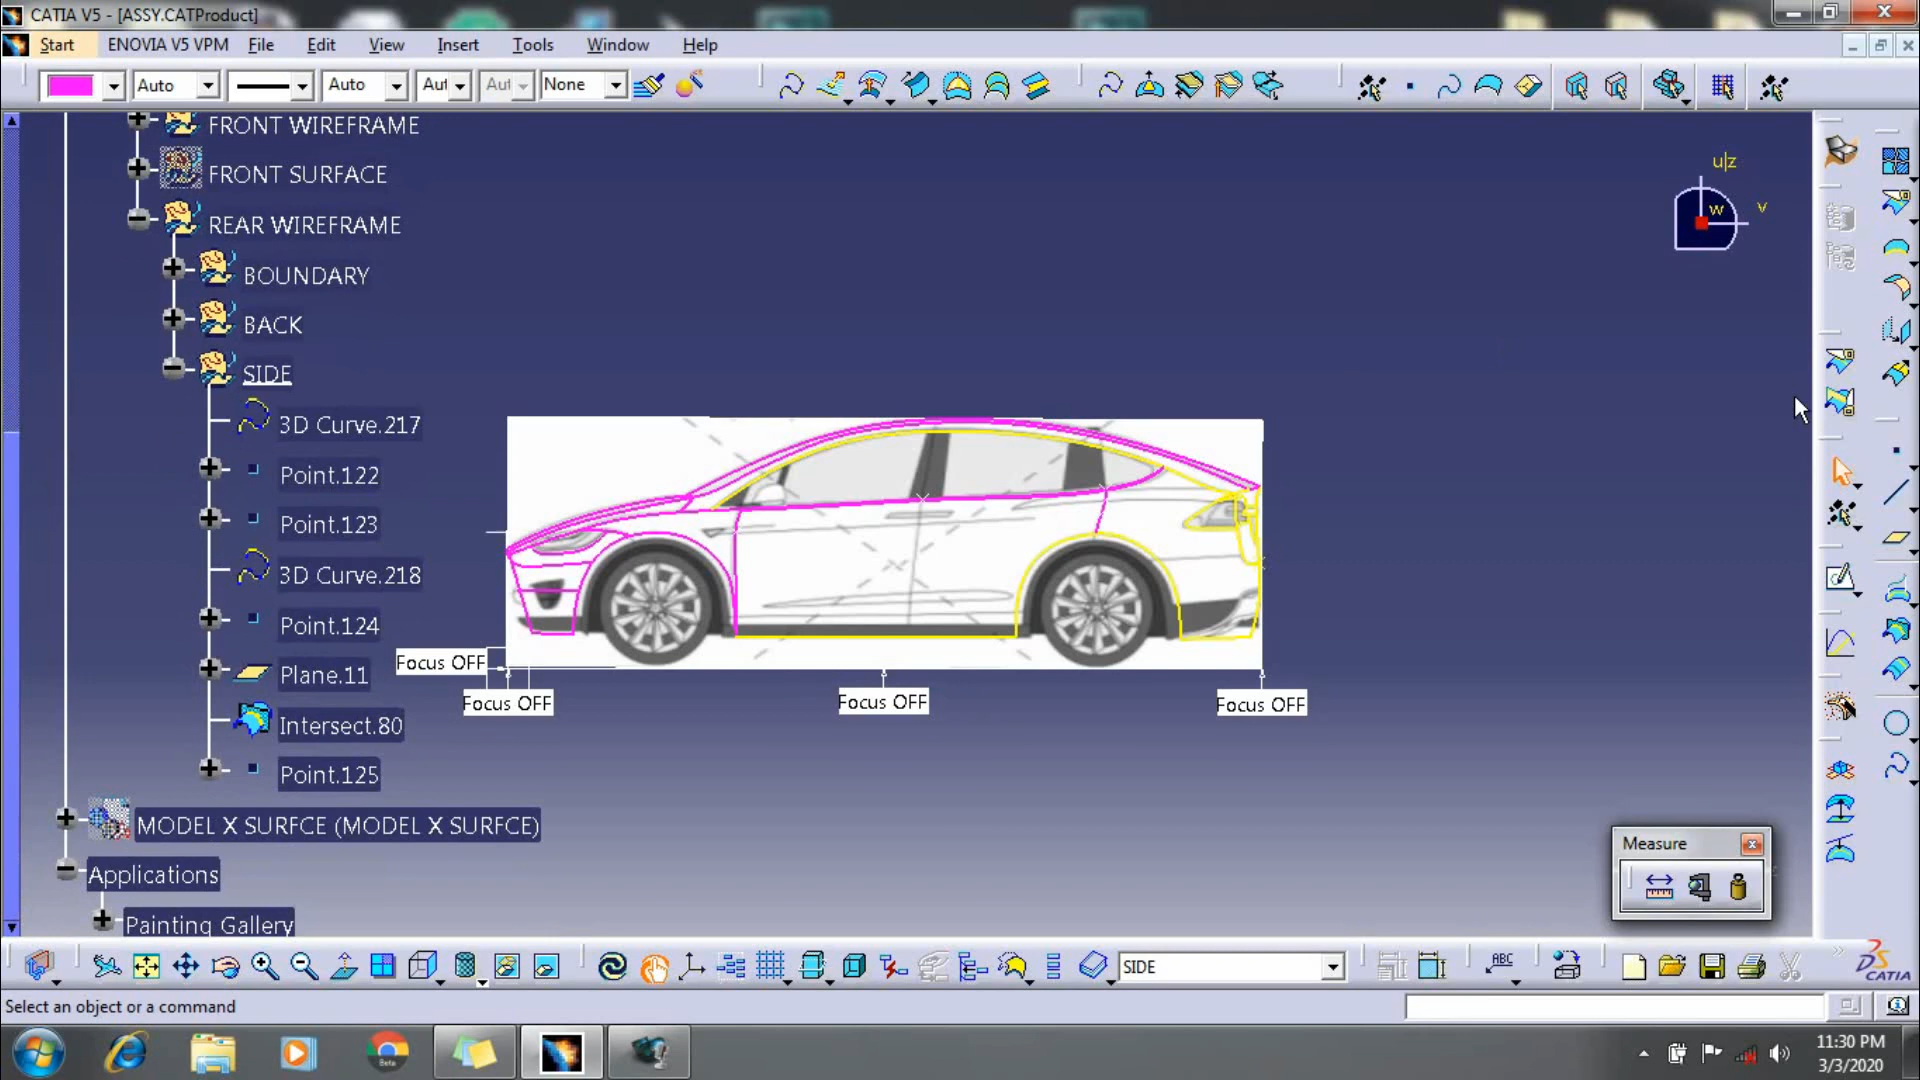 CATIA V5 - [ASSY.CATProduct]
Start ENOVIA V5 VPM File Edit View Insert Tools Window Help
Auto Auto Aut Aut None
FRONT WIREFRAME
FRONT SURFACE
REAR WIREFRAME
BOUNDARY
BACK
SIDE
3D Curve.217
Point.122
Point.123
3D Curve.218
Point.124
Plane.11
Intersect.80
Point.125
MODEL X SURFCE (MODEL X SURFCE)
Applications
Painting Gallery
u|z
w v
Focus OFF
Focus OFF
Focus OFF
Focus OFF
Measure
SIDE
ABC
CATIA
Select an object or a command
Beta
11:30 PM
3/3/2020